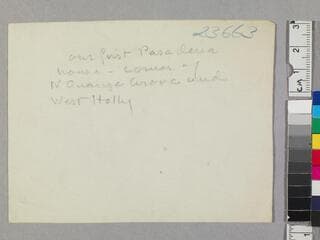 23663
our first Pasadena
house - corner of
N Orange Grove and
West Holly